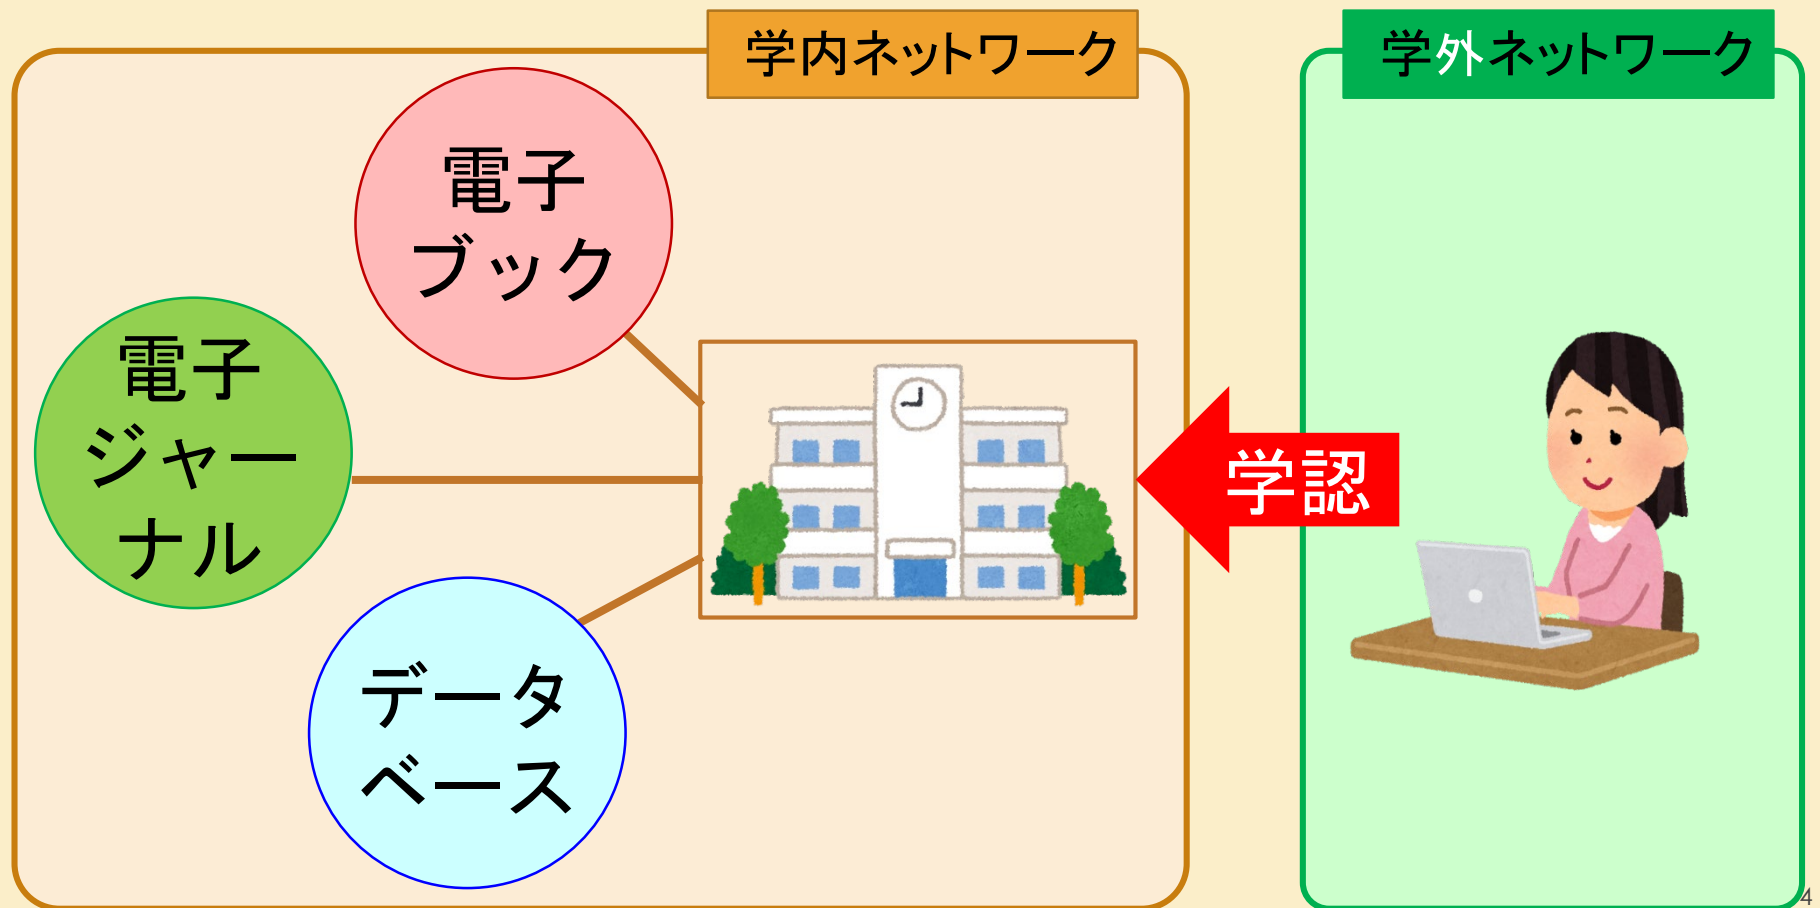 学内ネットワーク
学外ネットワーク
電子
ブック
電子
ジャー
ナル
学認
データ
ベース
4